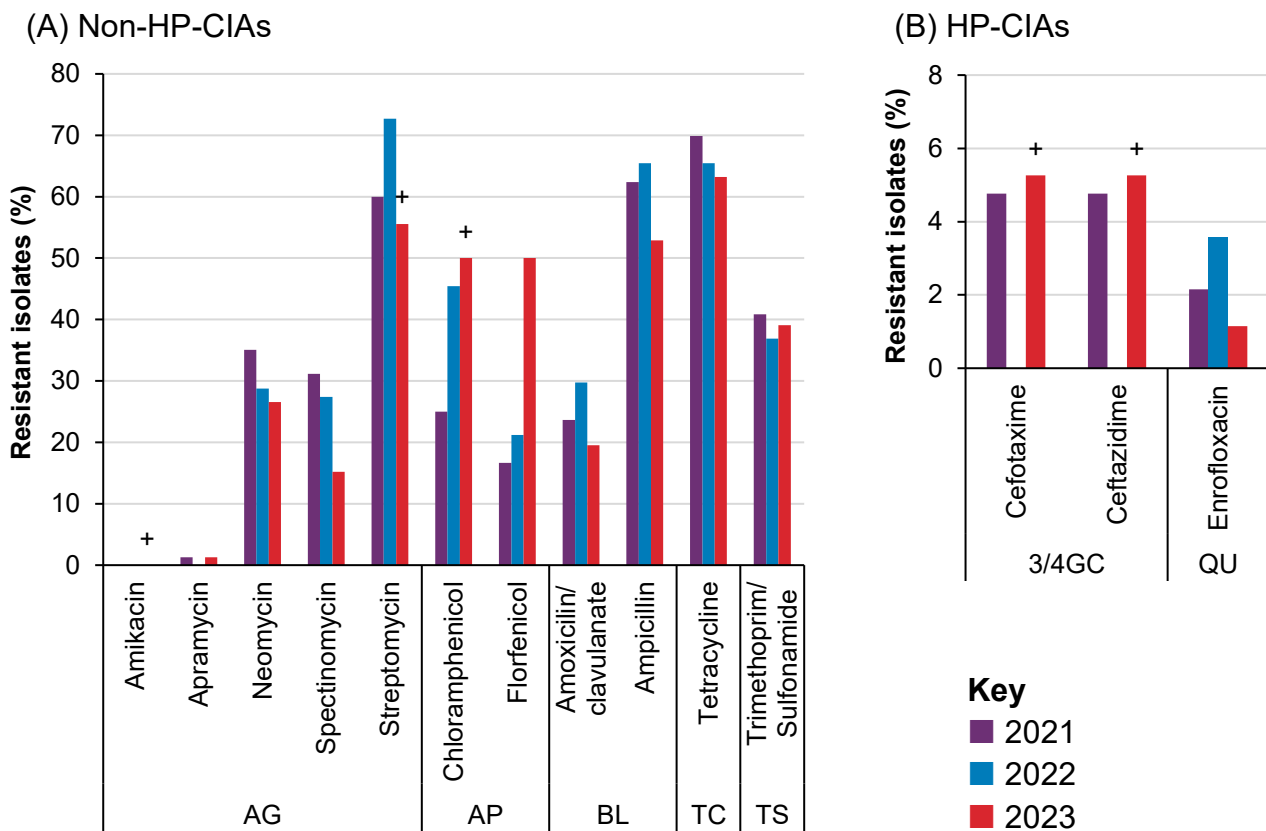 (A) Non-HP-CIAs
Resistant isolates (%)
80
70
60
50
40
30
20
10
0
+
+
+
Amikacin
Apramycin
Neomycin
Spectinomycin
Streptomycin
Chloramphenicol
Florfenicol
Amoxicilin/
clavulanate
Ampicillin
Tetracycline
Trimethoprim/
Sulfonamide
AG
AP
BL
TC
TS
(B) HP-CIAs
Resistant isolates (%)
8
6
4
2
0
+
+
Cefotaxime
Ceftazidime
Enrofloxacin
3/4GC
QU
Key
2021
2022
2023